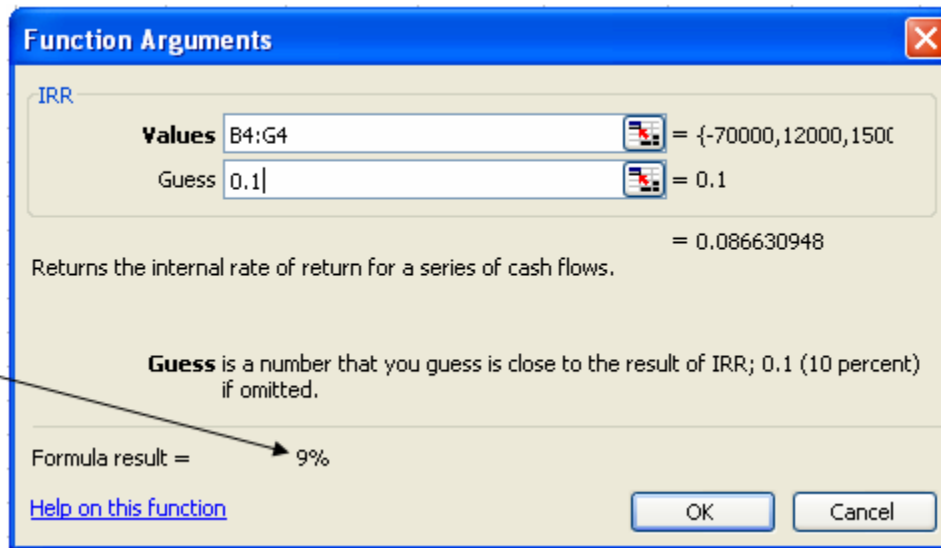 Function Arguments
IRR
Values B4:G4 = {-70000,12000,1500
Guess 0.1 = 0.1
= 0.086630948
Returns the internal rate of return for a series of cash flows.
Guess is a number that you guess is close to the result of IRR; 0.1 (10 percent)
if omitted.
Formula result = 9%
Help on this function OK Cancel